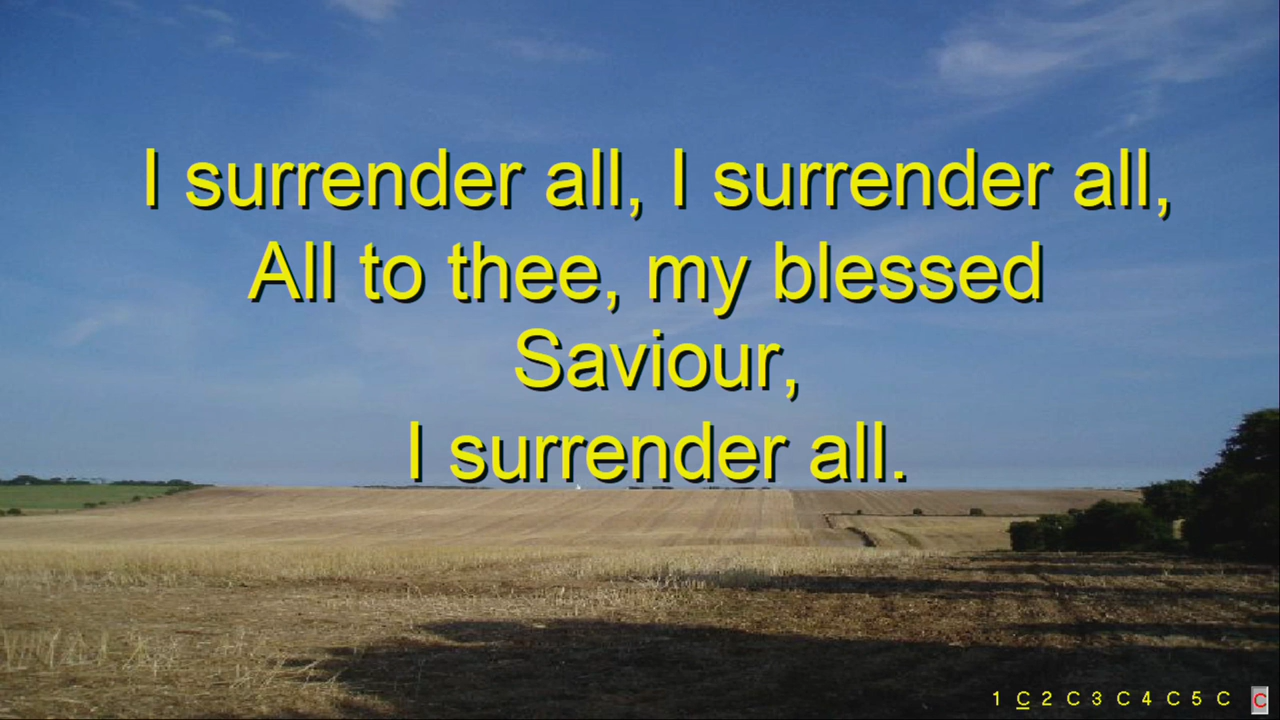 I surrender all, I surrender all,
All to thee, my blessed
Saviour,
I surrender all.
1 C 2 C 3 C 4 C 5 C C